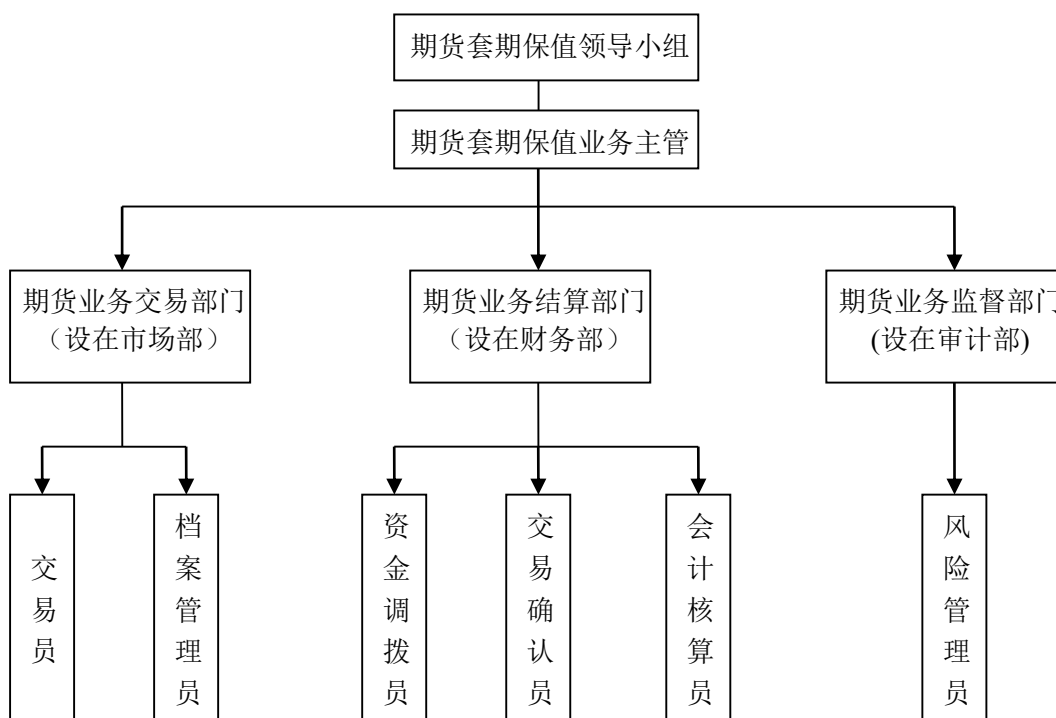 期货套期保值领导小组
期货套期保值业务主管
期货业务交易部门
（设在市场部）
期货业务结算部门
（设在财务部）
期货业务监督部门
(设在审计部)
交易员
档案管理员
资金调拨员
交易确认员
会计核算员
风险管理员